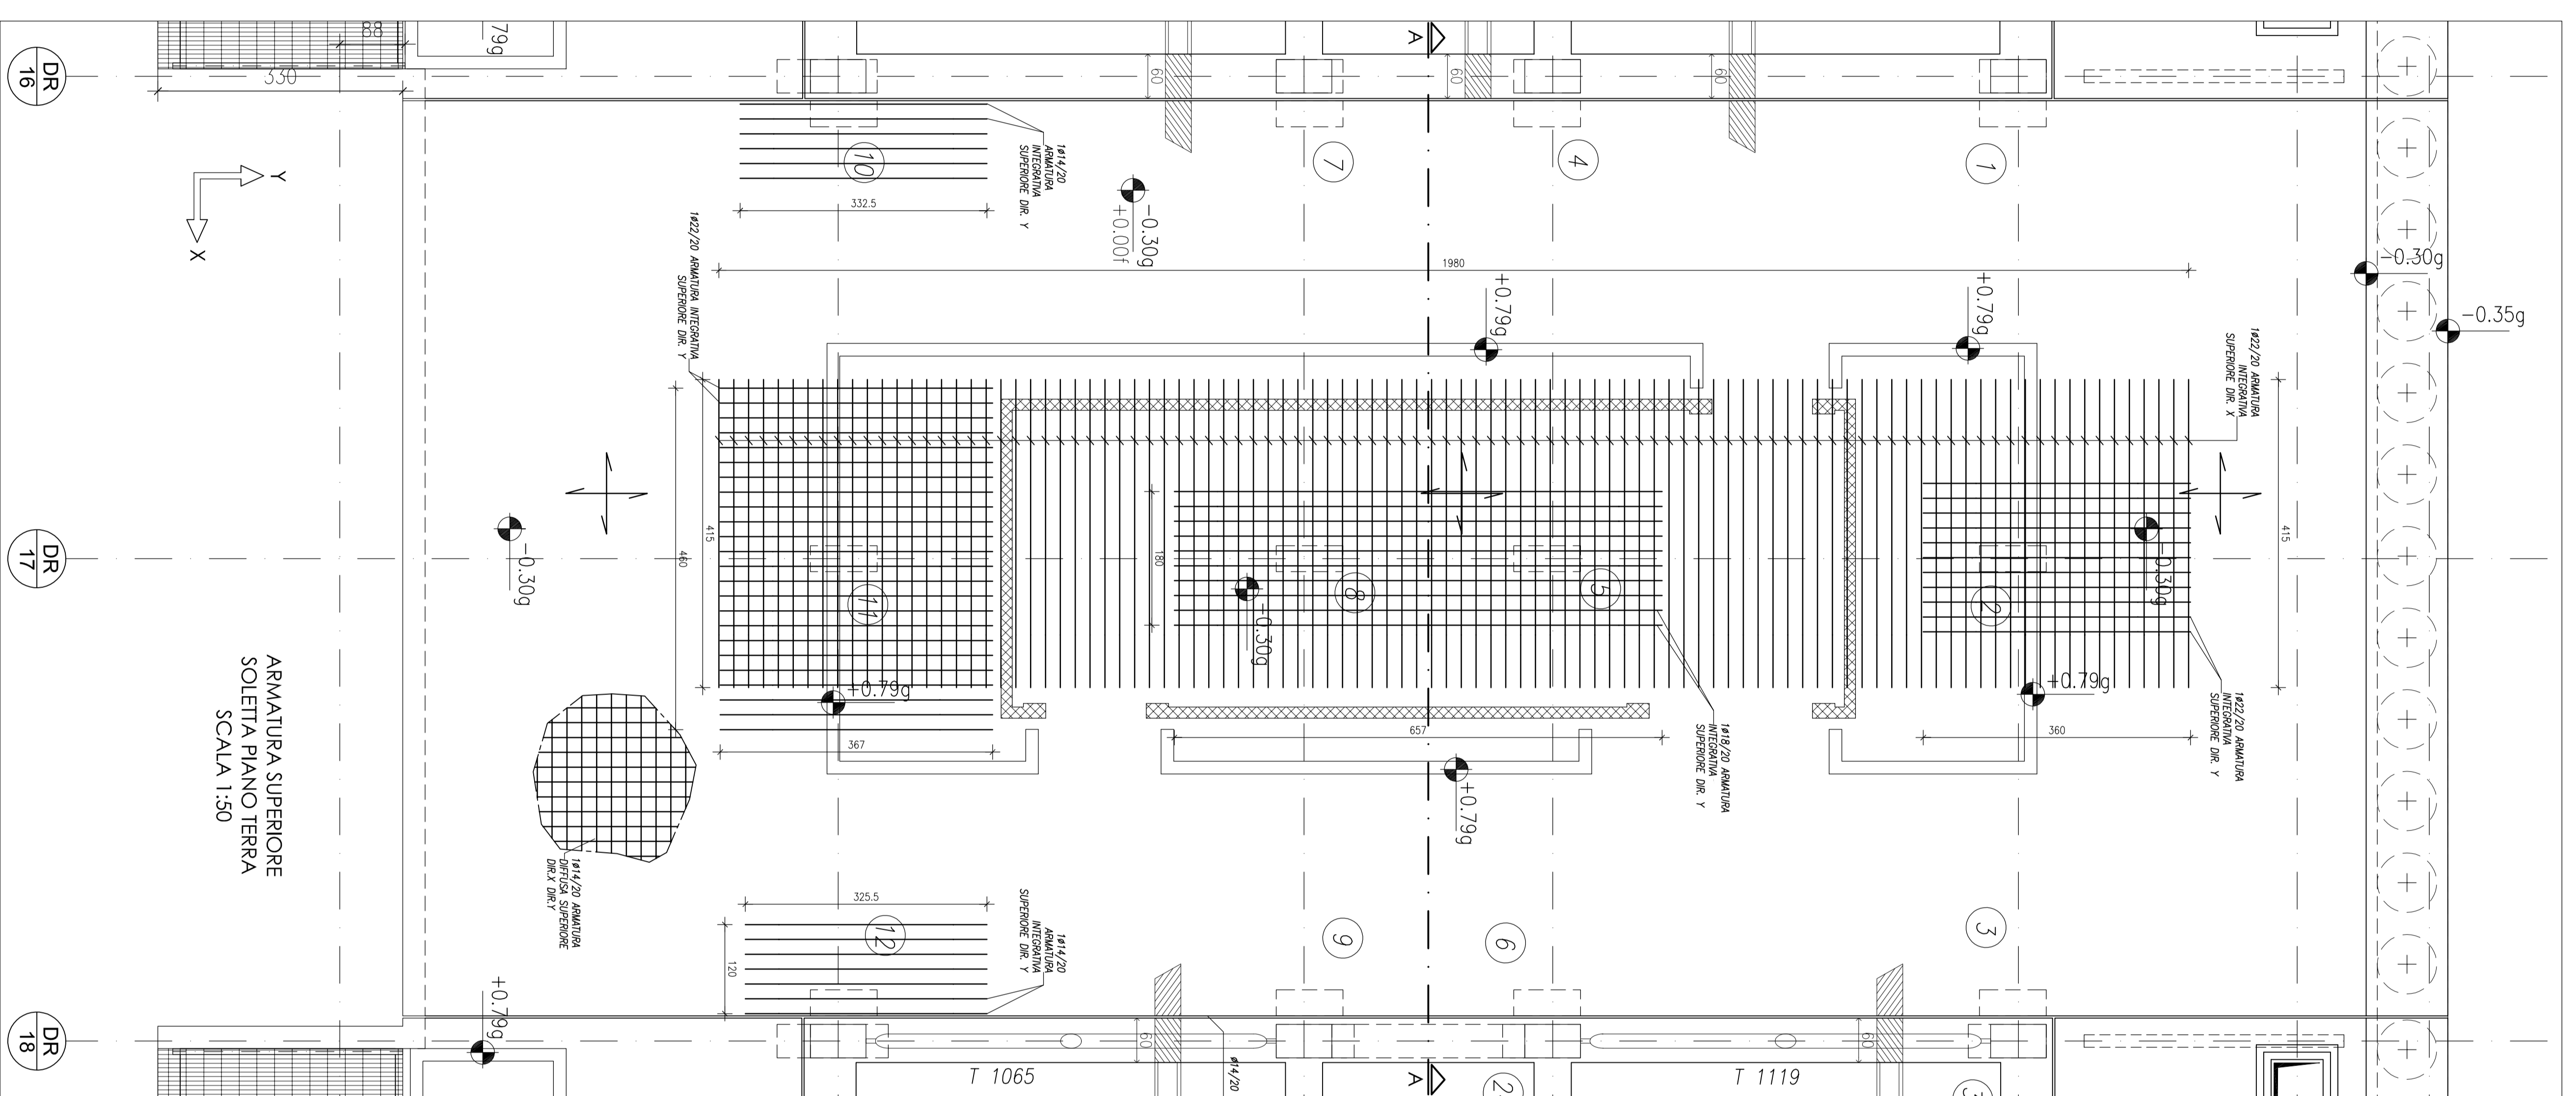 DR
16
DR
17
DR
18
79g
88
330
60
60
60
A
Y
X
10
7
4
1
1ø14/20
ARMATURA
INTEGRATIVA
SUPERIORE DIR. Y
332.5
-0.30g
+0.00f
1ø22/20 ARMATURA INTEGRATIVA
SUPERIORE DIR. Y
1980
+0.79g
+0.79g
-0.30g
-0.35g
1ø22/20 ARMATURA
INTEGRATIVA
SUPERIORE DIR. X
415
460
415
180
-0.30g
11
-0.30g
8
5
2
-0.30g
+0.79g
+0.79g
367
657
360
1ø18/20 ARMATURA
INTEGRATIVA
SUPERIORE DIR. Y
1ø22/20 ARMATURA
INTEGRATIVA
SUPERIORE DIR. Y
+0.79g
ARMATURA SUPERIORE
SOLETTA PIANO TERRA
SCALA 1:50
1ø14/20 ARMATURA
DIFFUSA SUPERIORE
DIR.X DIR.Y
325.5
12
120
1ø14/20
ARMATURA
INTEGRATIVA
SUPERIORE DIR. Y
9
6
3
+0.79g
60
60
T 1065
ø14/20
A
2
T 1119